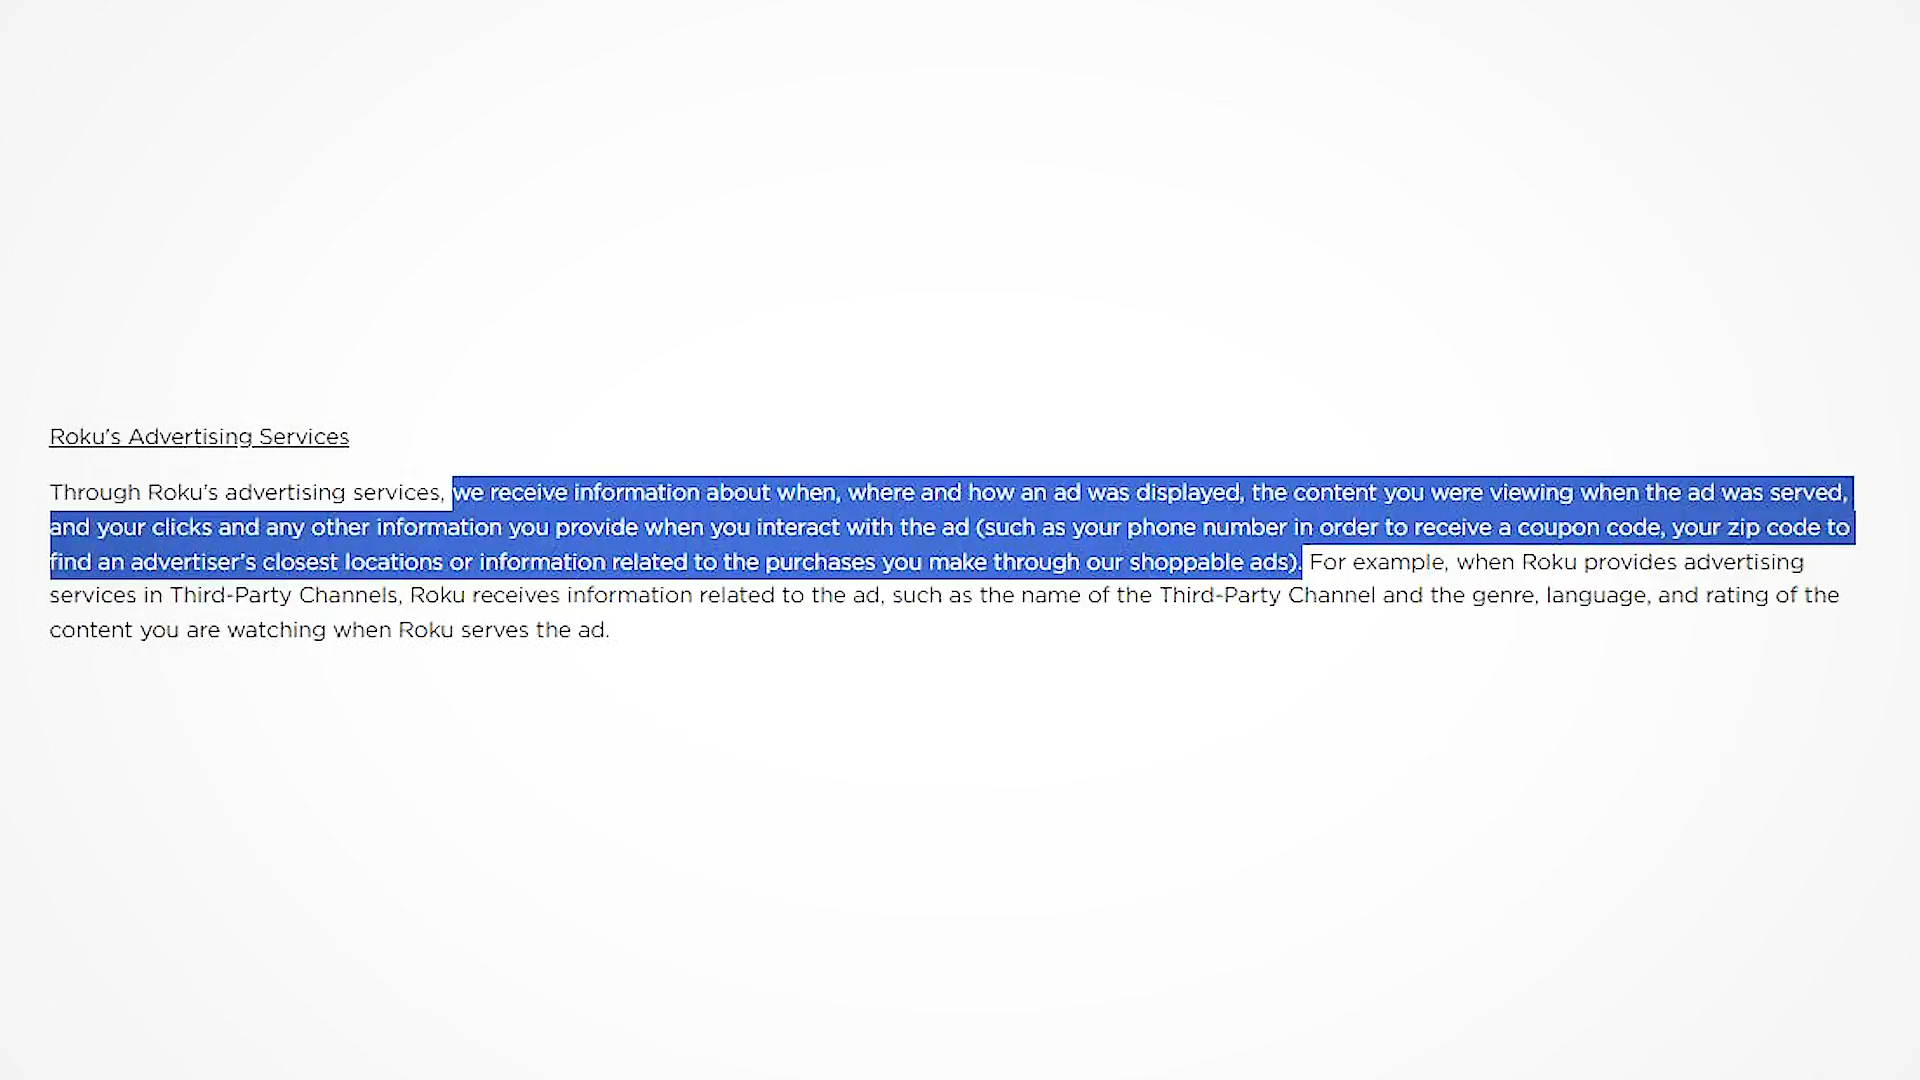 Roku's Advertising Services
Through Roku's advertising services, we receive information about when, where and how an ad was displayed, the content you were viewing when the ad was served,
and your clicks and any other information you provide when you interact with the ad (such as your phone number in order to receive a coupon code, your zip code to
find an advertiser's closest locations or information related to the purchases you make through our shoppable ads). For example, when Roku provides advertising
services in Third-Party Channels, Roku receives information related to the ad, such as the name of the Third-Party Channel and the genre, language, and rating of the
content you are watching when Roku serves the ad.